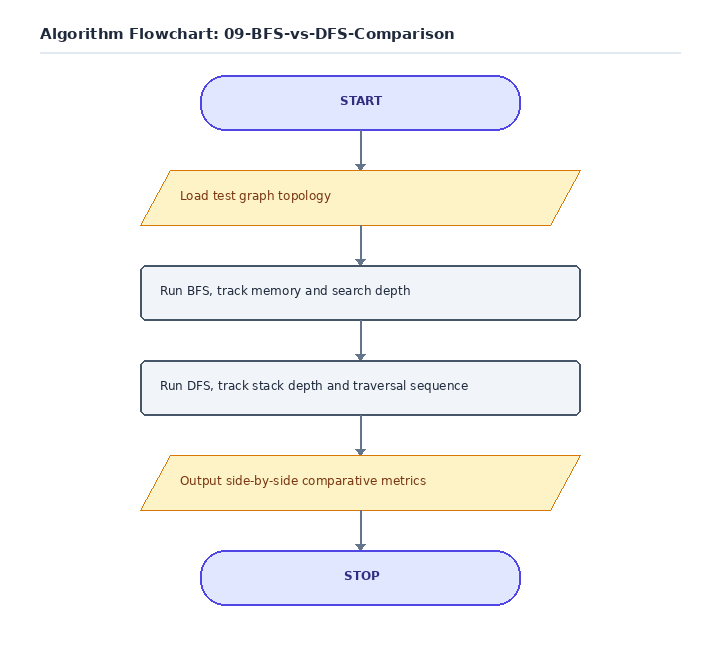 Algorithm Flowchart: 09-BFS-vs-DFS-Comparison
START
Load test graph topology
Run BFS, track memory and search depth
Run DFS, track stack depth and traversal sequence
Output side-by-side comparative metrics
STOP